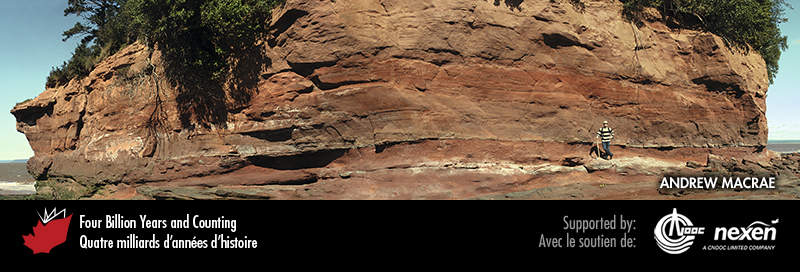 ANDREW MACRAE
Four Billion Years and Counting
Quatre milliards d'années d'histoire
Supported by:
Avec le soutien de:
CNOOC
nexen
A CNOOC LIMITED COMPANY